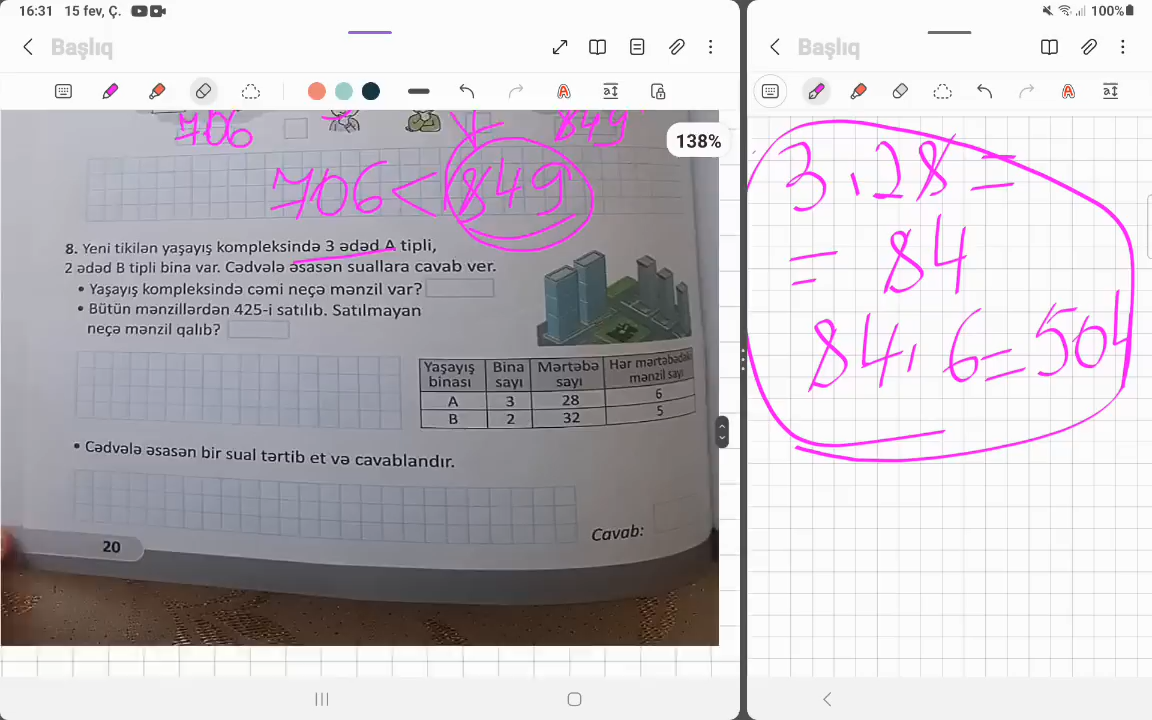 16:31 15 fev, Ç.
100%
Başlıq
Başlıq
138%
706
849
706 < 849
8. Yeni tikilən yaşayış kompleksində 3 ədəd A tipli,
2 ədəd B tipli bina var. Cədvələ əsasən suallara cavab ver.
• Yaşayış kompleksində cəmi neçə mənzil var?
• Bütün mənzillərdən 425-i satılıb. Satılmayan
neçə mənzil qalıb?
Yaşayış binası Bina sayı Mərtəbə sayı Hər mərtəbədəki mənzil sayı
A 3 28 6
B 2 32 5
• Cədvələ əsasən bir sual tərtib et və cavablandır.
Cavab:
20
3 . 28 =
= 84
84 . 6 = 504